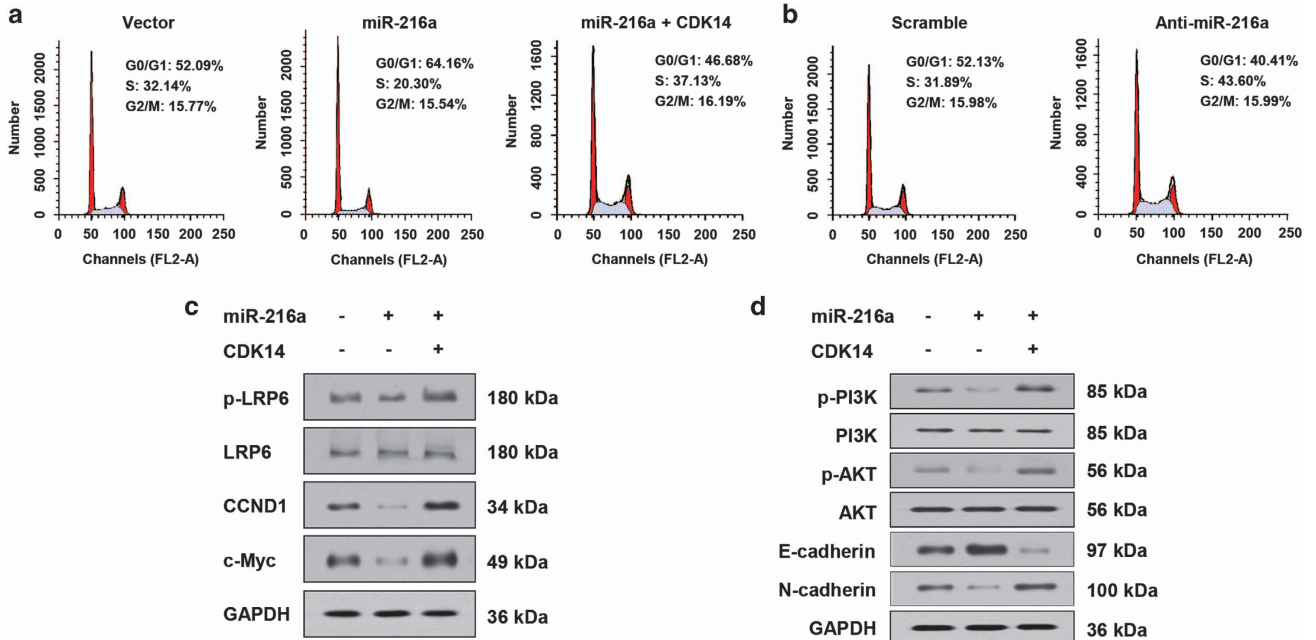 a
Vector
miR-216a
miR-216a + CDK14
G0/G1: 52.09%
S: 32.14%
G2/M: 15.77%
G0/G1: 64.16%
S: 20.30%
G2/M: 15.54%
G0/G1: 46.68%
S: 37.13%
G2/M: 16.19%
Number
0 500 1000 1500 2000
0 50 100 150 200 250
Channels (FL2-A)
Number
0 500 1000 1500 2000
0 50 100 150 200 250
Channels (FL2-A)
Number
0 400 800 1200 1600
0 50 100 150 200 250
Channels (FL2-A)
b
Scramble
Anti-miR-216a
G0/G1: 52.13%
S: 31.89%
G2/M: 15.98%
G0/G1: 40.41%
S: 43.60%
G2/M: 15.99%
Number
0 500 1000 1500 2000
0 50 100 150 200 250
Channels (FL2-A)
Number
0 400 800 1200 1600
0 50 100 150 200 250
Channels (FL2-A)
c
miR-216a - + +
CDK14 - - +
p-LRP6 180 kDa
LRP6 180 kDa
CCND1 34 kDa
c-Myc 49 kDa
GAPDH 36 kDa
d
miR-216a - + +
CDK14 - - +
p-PI3K 85 kDa
PI3K 85 kDa
p-AKT 56 kDa
AKT 56 kDa
E-cadherin 97 kDa
N-cadherin 100 kDa
GAPDH 36 kDa